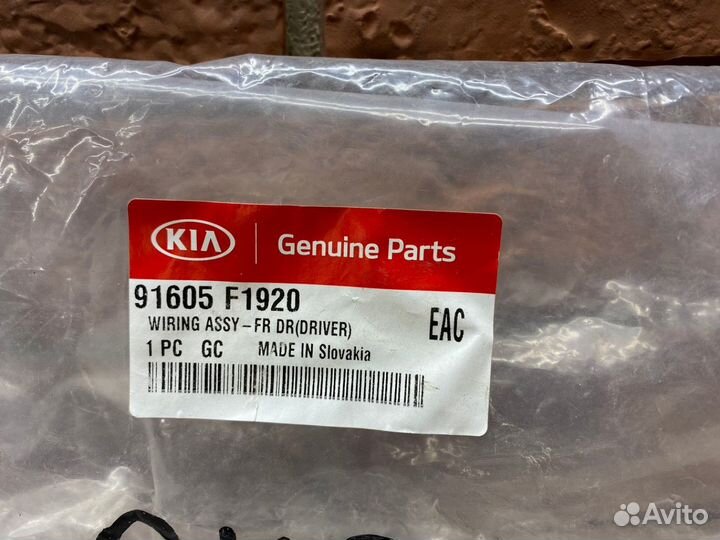 KIA
Genuine Parts
91605 F1920
WIRING ASSY-FR DR(DRIVER)
EAC
1 PC GC MADE IN Slovakia
Avito